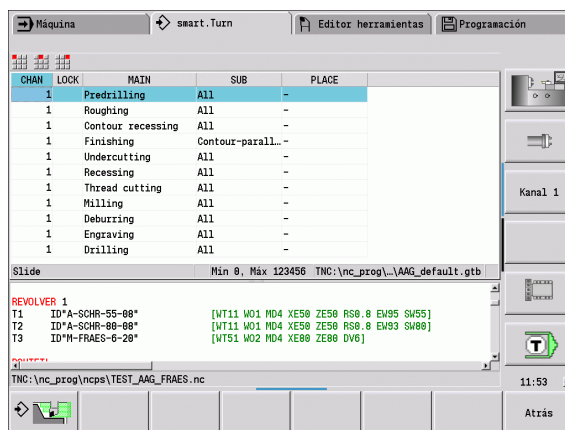 Máquina smart.Turn Editor herramientas Programación
CHAN LOCK MAIN SUB PLACE
1 Predrilling All -
1 Roughing All -
1 Contour recessing All -
1 Finishing Contour-parall… -
1 Undercutting All -
1 Recessing All -
1 Thread cutting All -
1 Milling All -
1 Deburring All -
1 Engraving All -
1 Drilling All -
Kanal 1
Slide Min 0, Máx 123456 TNC:\nc_prog\…\AAG_default.gtb
REVOLVER 1
T1 ID"A-SCHR-55-08" [WT11 WO1 MD4 XE50 ZE50 RS0.8 EW95 SW55]
T2 ID"A-SCHR-80-08" [WT11 WO1 MD4 XE50 ZE50 RS0.8 EW93 SW80]
T3 ID"M-FRAES-6-20" [WT51 WO2 MD4 XE80 ZE80 DV6]
T
TNC:\nc_prog\ncps\TEST_AAG_FRAES.nc
11:53
Atrás